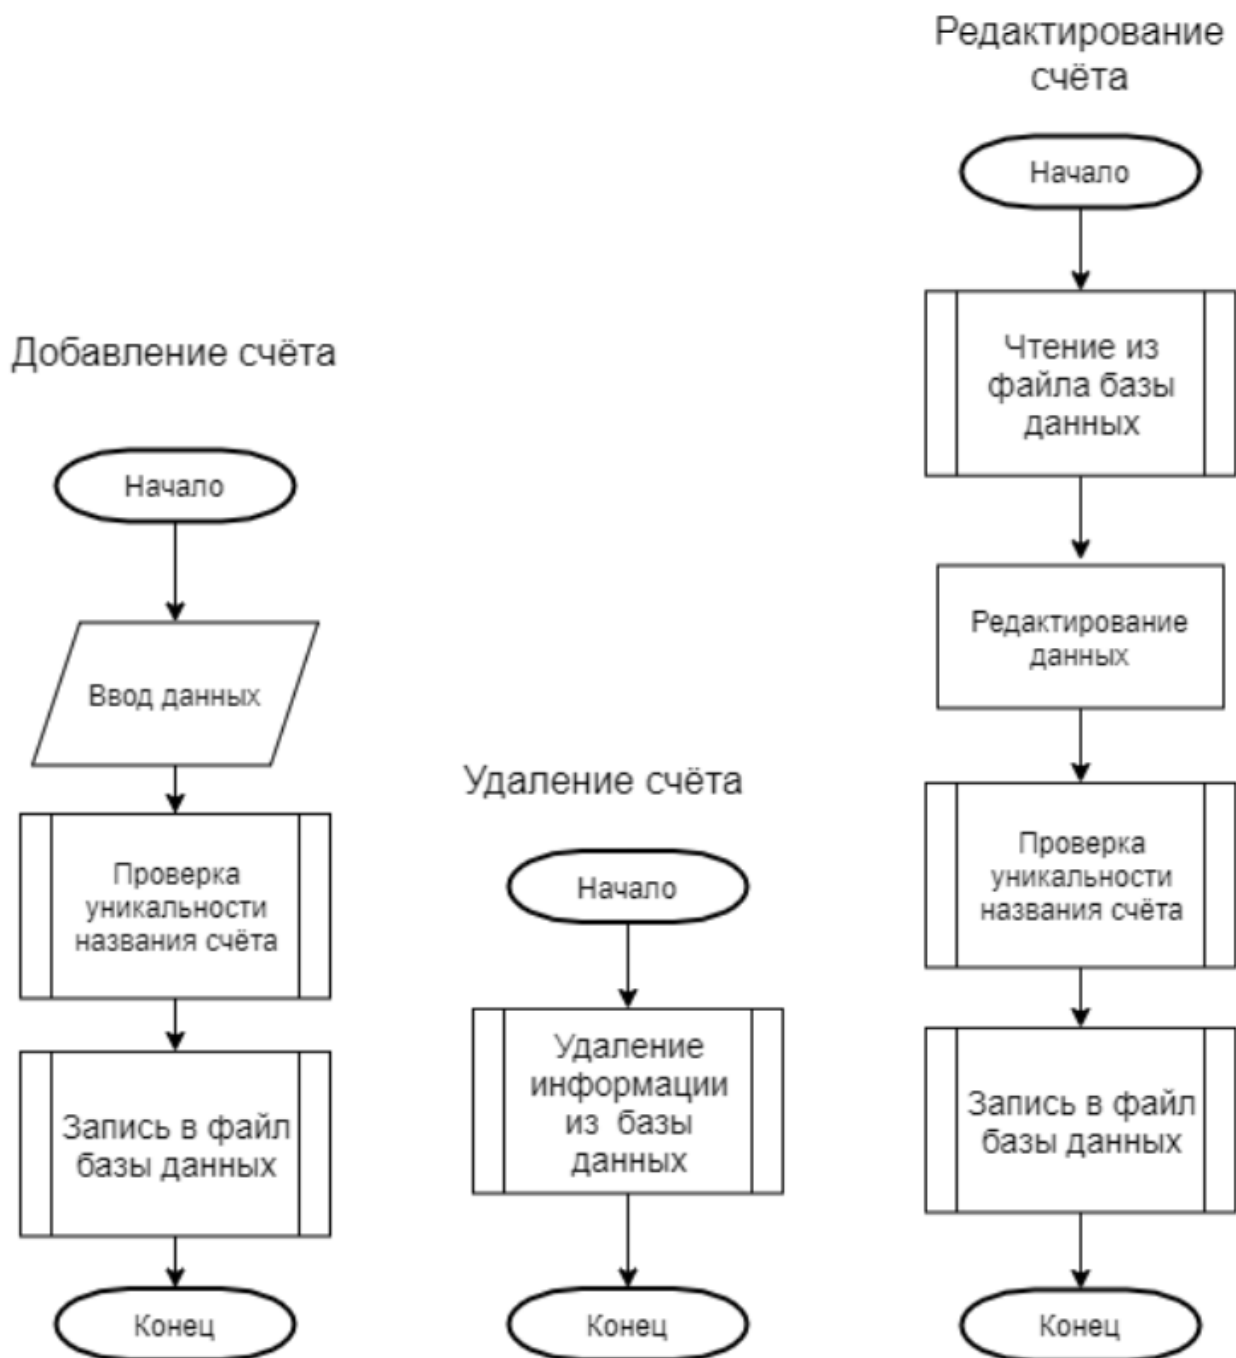 Добавление счёта
Начало
Ввод данных
Проверка
уникальности
названия счёта
Запись в файл
базы данных
Конец
Удаление счёта
Начало
Удаление
информации
из базы
данных
Конец
Редактирование
счёта
Начало
Чтение из
файла базы
данных
Редактирование
данных
Проверка
уникальности
названия счёта
Запись в файл
базы данных
Конец